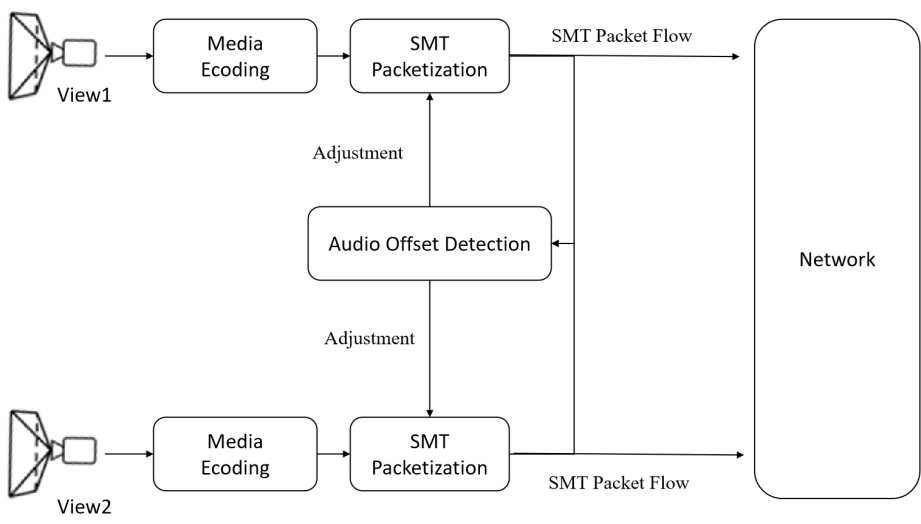 SMT Packet Flow
Media
Ecoding
SMT
Packetization
View1
Adjustment
Audio Offset Detection
Network
Adjustment
Media
Ecoding
SMT
Packetization
SMT Packet Flow
View2